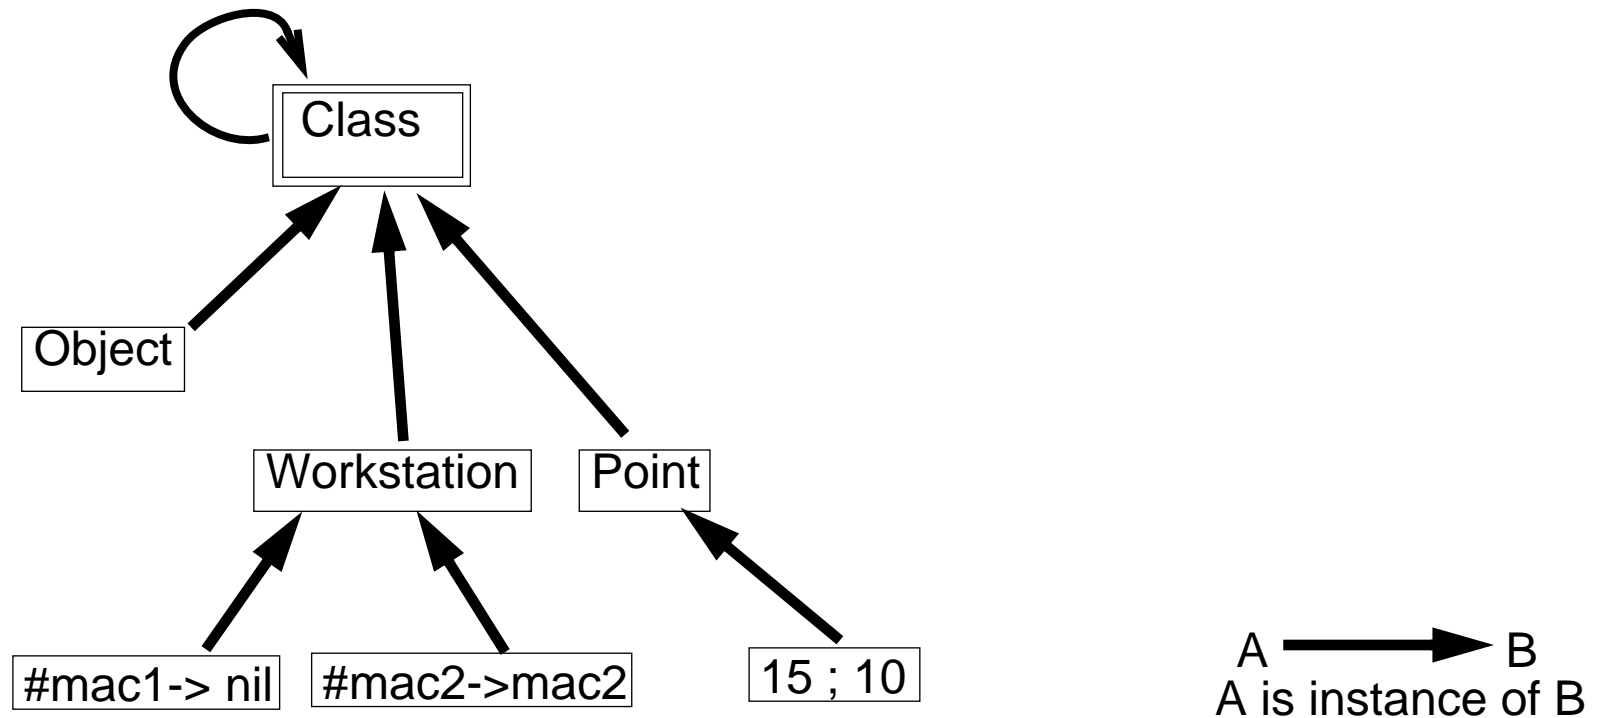 Class
Object
Workstation
Point
#mac1-> nil
#mac2->mac2
15 ; 10
A
B
A is instance of B